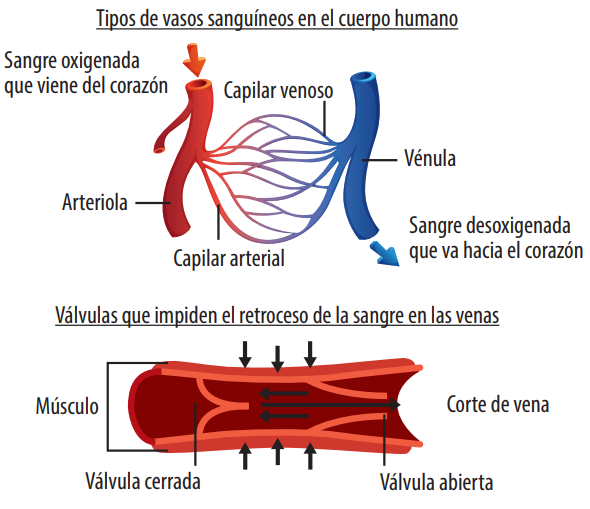 Tipos de vasos sanguíneos en el cuerpo humano
Sangre oxigenada
que viene del corazón
Capilar venoso
Vénula
Arteriola
Capilar arterial
Sangre desoxigenada
que va hacia el corazón
Válvulas que impiden el retroceso de la sangre en las venas
Músculo
Corte de vena
Válvula cerrada
Válvula abierta